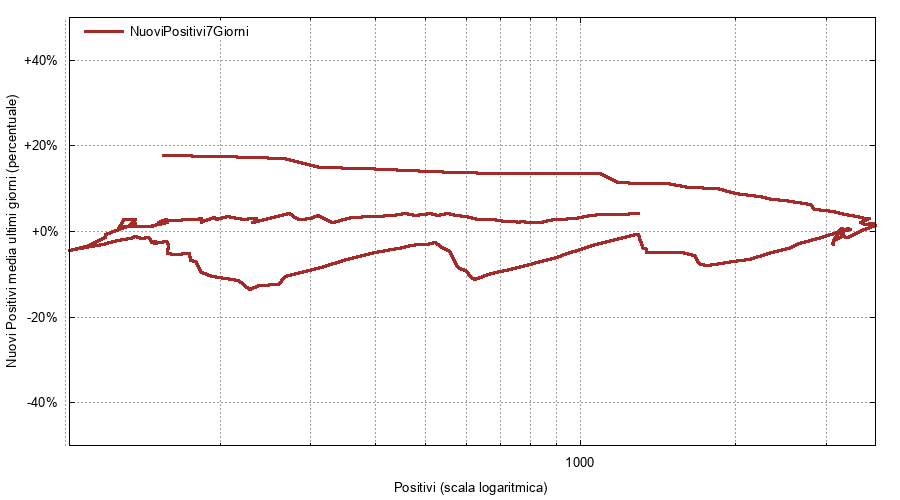 NuoviPositivi7Giorni
+40%
+20%
+0%
-20%
-40%
Nuovi Positivi media ultimi giorni (percentuale)
1000
Positivi (scala logaritmica)